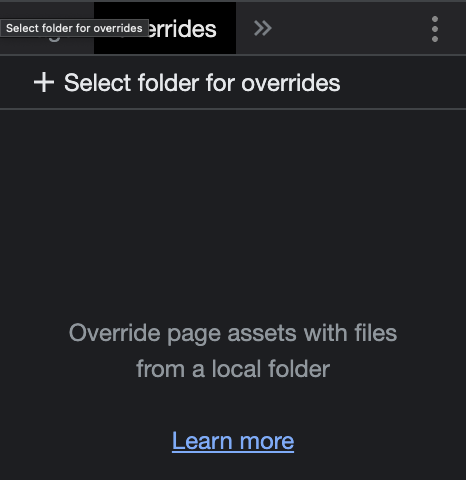 Select folder for overrides
errides
Select folder for overrides
Override page assets with files
from a local folder
Learn more